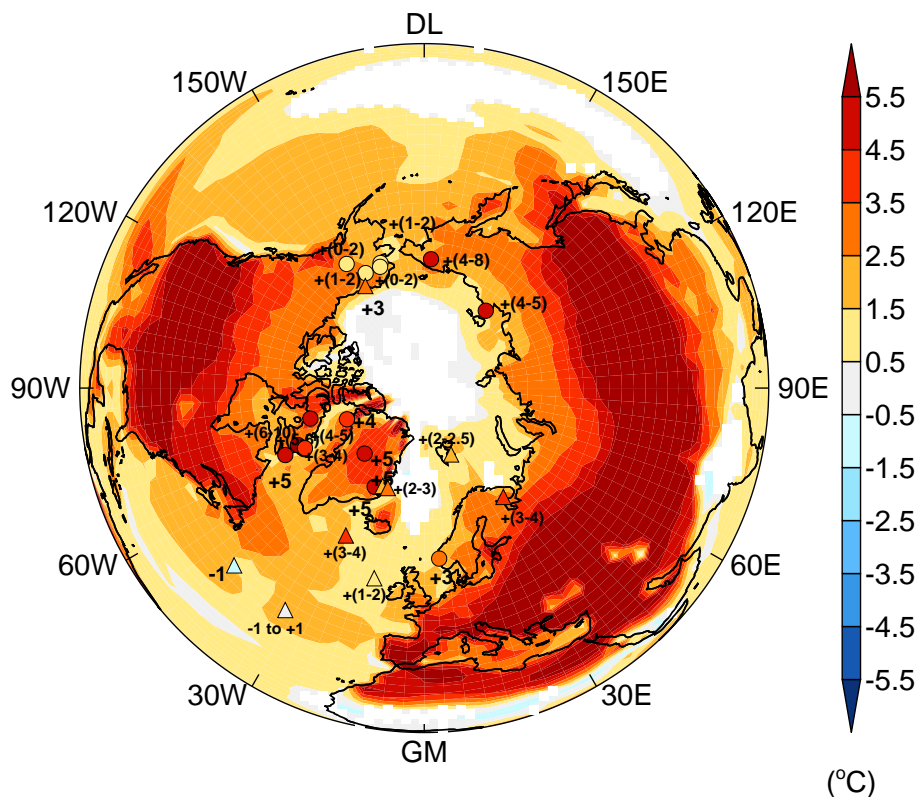 DL
150W
150E
120W
120E
90W
90E
60W
60E
30W
30E
GM
+(1-2)
+(0-2)
+(4-8)
+(1-2)
+(0-2)
+3
+(4-5)
+4
+(4-5)
+(3-4)
+5
+5
+(2-2.5)
+(2-3)
+5
+(3-4)
+(3-4)
+3
+(1-2)
-1
-1 to +1
5.5
4.5
3.5
2.5
1.5
0.5
-0.5
-1.5
-2.5
-3.5
-4.5
-5.5
(°C)